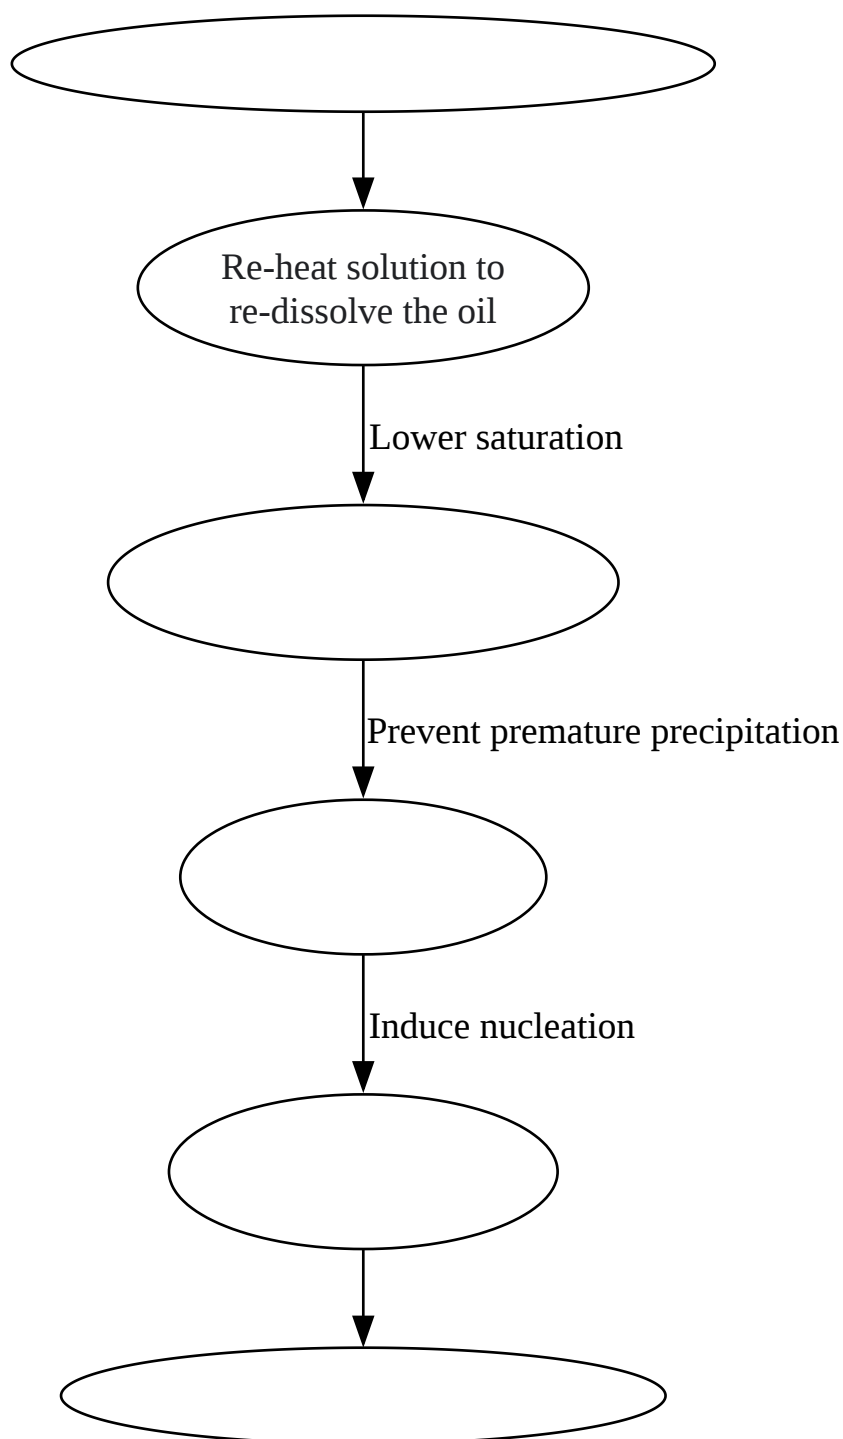 Re-heat solution to
re-dissolve the oil
Lower saturation
Prevent premature precipitation
Induce nucleation